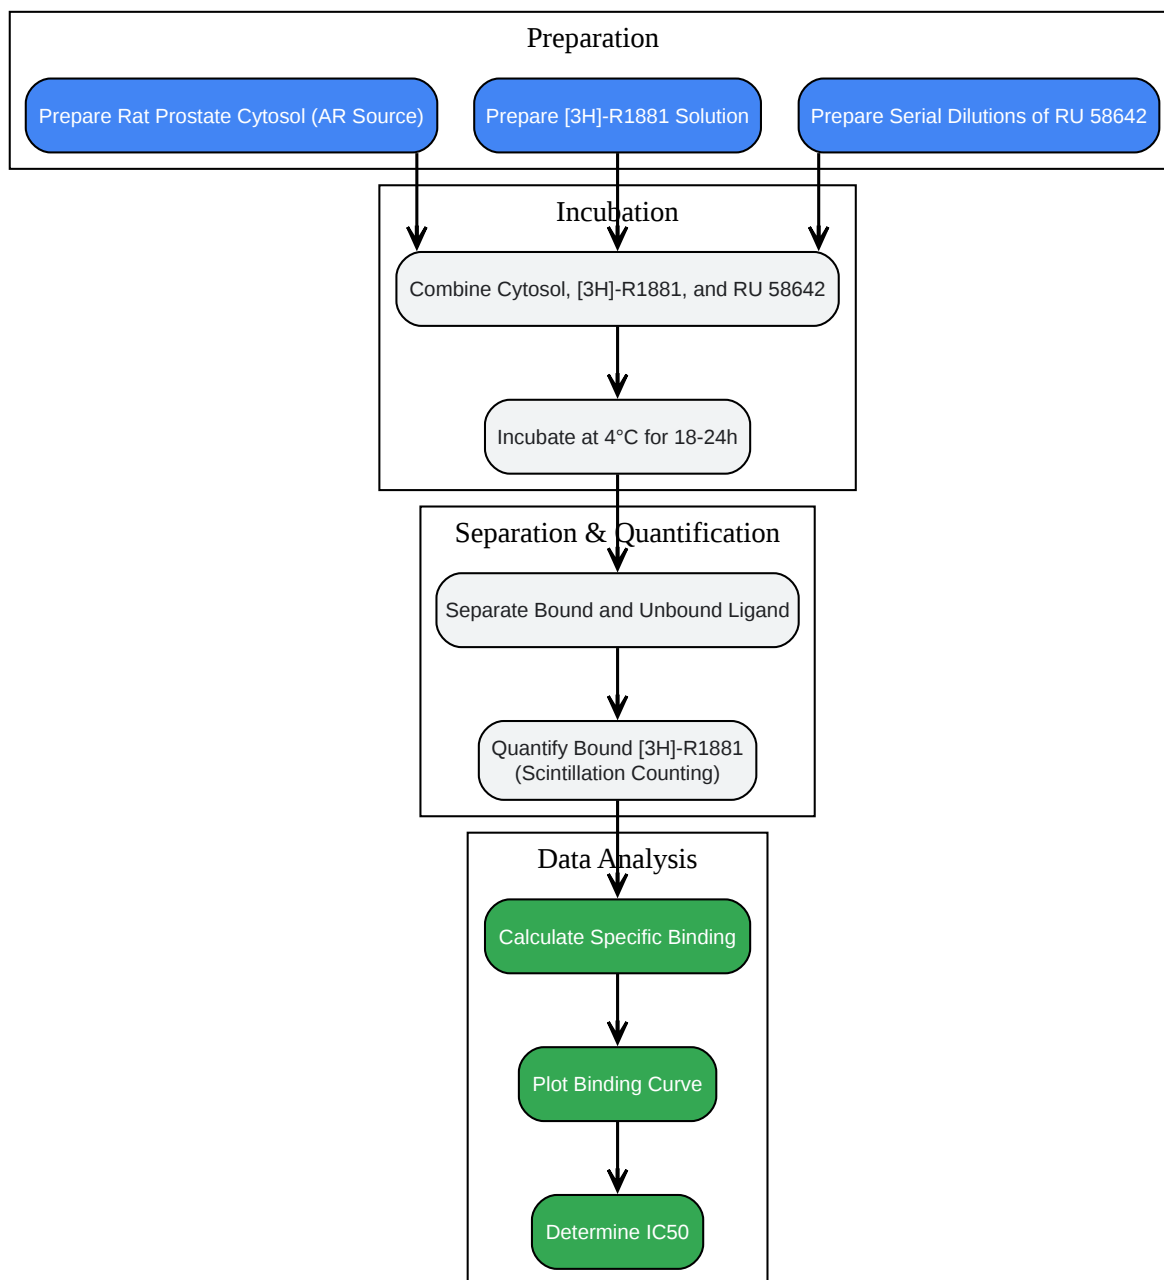 Preparation
Prepare Rat Prostate Cytosol (AR Source)
Prepare [3H]-R1881 Solution
Prepare Serial Dilutions of RU 58642
Incubation
Combine Cytosol, [3H]-R1881, and RU 58642
Incubate at 4°C for 18-24h
Separation & Quantification
Separate Bound and Unbound Ligand
Quantify Bound [3H]-R1881
(Scintillation Counting)
Data Analysis
Calculate Specific Binding
Plot Binding Curve
Determine IC50